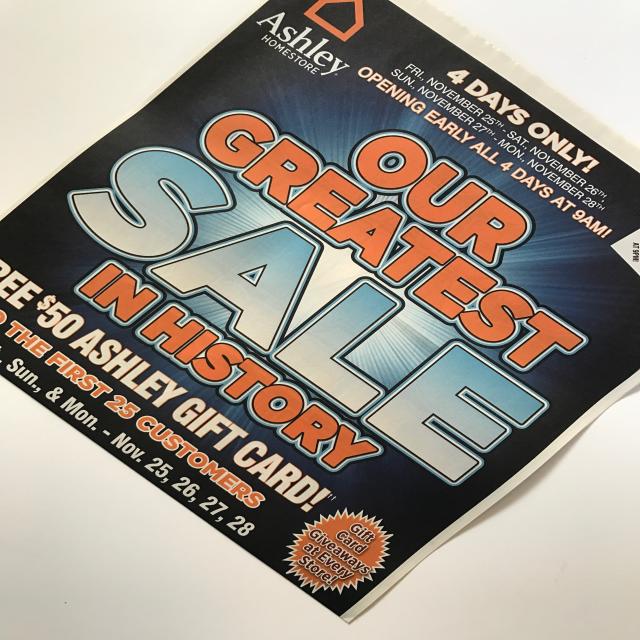 Ashley
HOMESTORE
4 DAYS ONLY!
FRI., NOVEMBER 25TH - SAT., NOVEMBER 26TH,
SUN., NOVEMBER 27TH - MON., NOVEMBER 28TH
OPENING EARLY ALL 4 DAYS AT 9AM!
OUR
GREATEST
SALE
IN HISTORY
$50 ASHLEY GIFT CARD!
THE FIRST 25 CUSTOMERS
Sun., & Mon. - Nov. 25, 26, 27, 28
Gift
Card
Giveaways
at Every
Store!